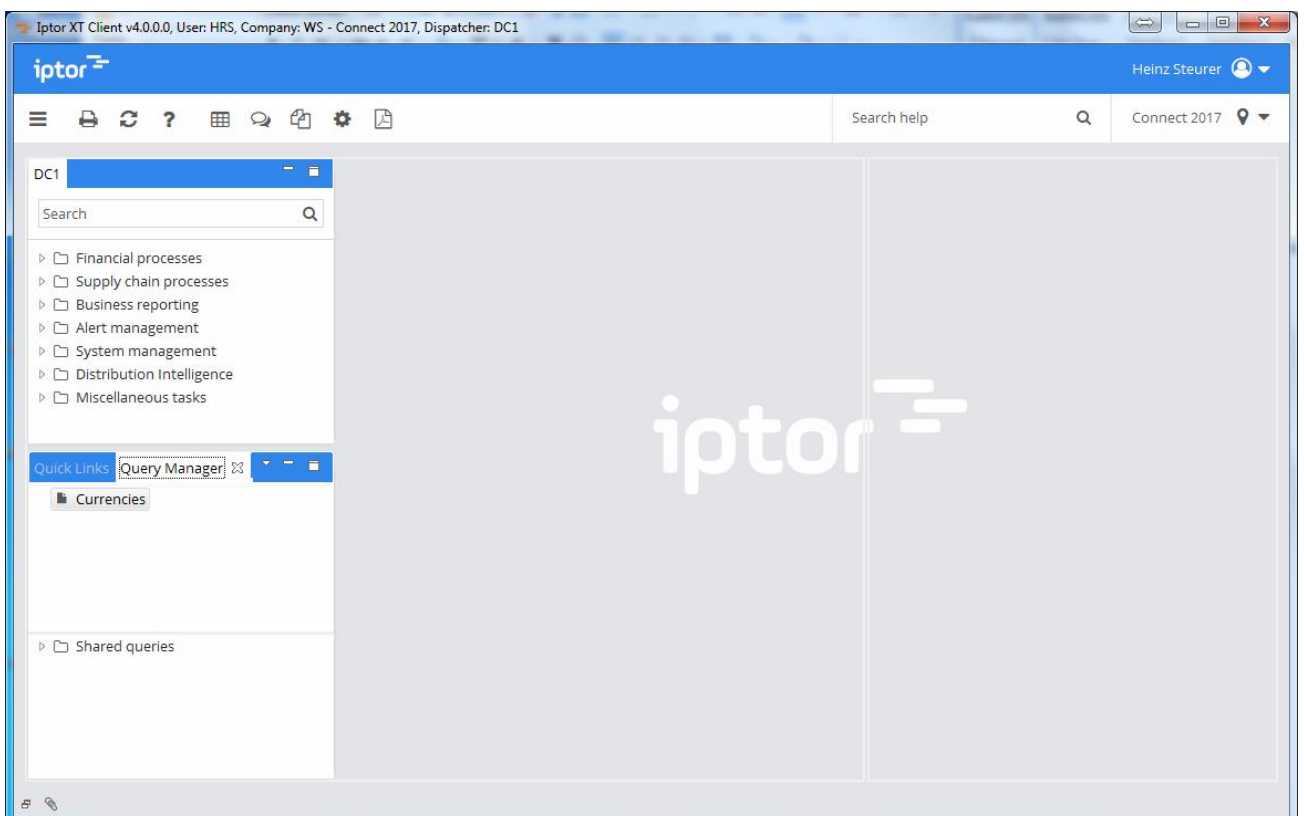 Iptor XT Client v4.0.0.0, User: HRS, Company: WS - Connect 2017, Dispatcher: DC1
iptor
Heinz Steurer
?
Search help
Connect 2017
DC1
Search
Financial processes
Supply chain processes
Business reporting
Alert management
System management
Distribution Intelligence
Miscellaneous tasks
iptor
Quick Links Query Manager
Currencies
Shared queries